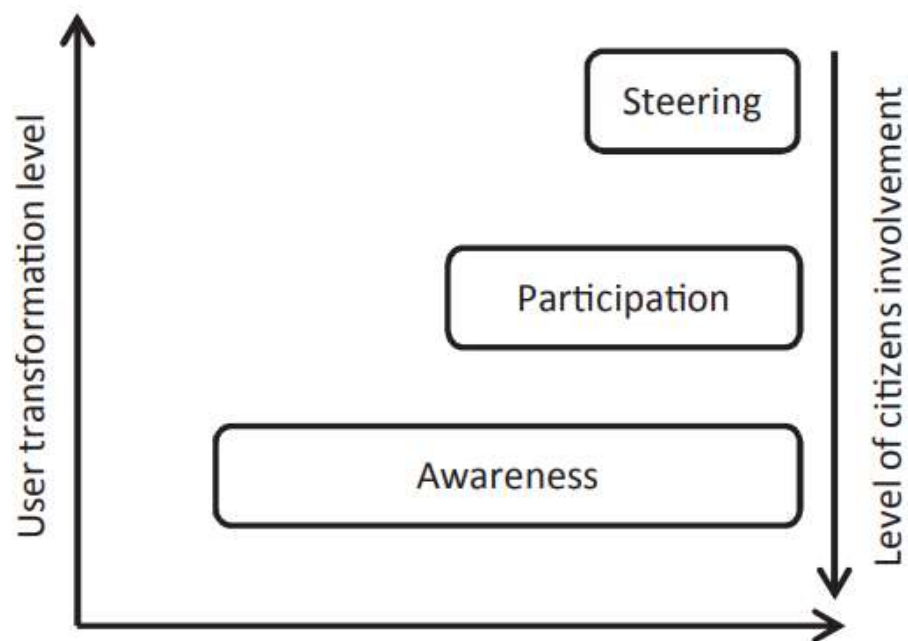 User transformation level
Steering
Participation
Awareness
Level of citizens involvement